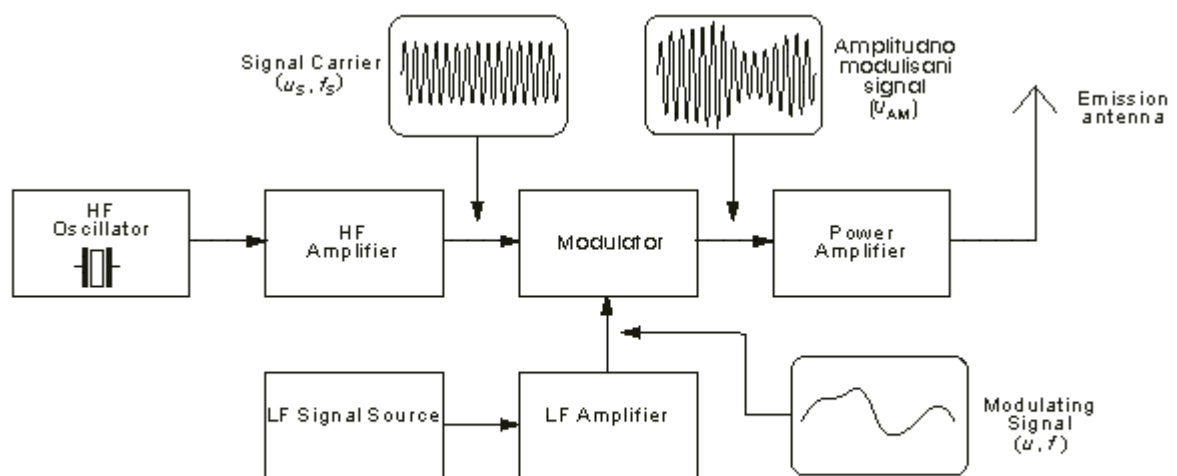 Signal Carrier
(uS, fS)
Amplitudno
modulisani
signal
(UAM)
Emission
antenna
HF
Oscillator
HF
Amplifier
Modulator
Power
Amplifier
LF Signal Source
LF Amplifier
Modulating
Signal
(u, f)